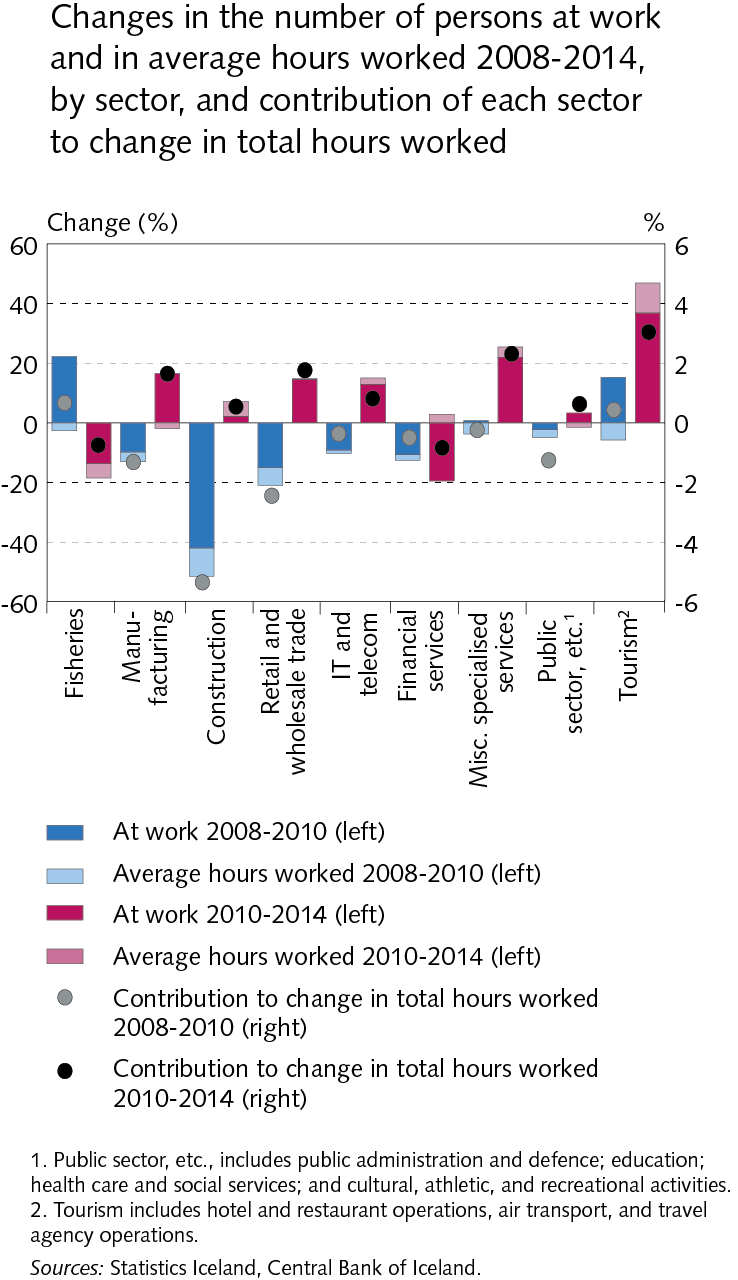 Changes in the number of persons at work
and in average hours worked 2008-2014,
by sector, and contribution of each sector
to change in total hours worked
Change (%)
%
60
6
40
4
20
2
0
0
-20
-2
-40
-4
-60
-6
Fisheries
Manu-
facturing
Construction
Retail and
wholesale trade
IT and
telecom
Financial
services
Misc. specialised
services
Public
sector, etc.¹
Tourism²
At work 2008-2010 (left)
Average hours worked 2008-2010 (left)
At work 2010-2014 (left)
Average hours worked 2010-2014 (left)
Contribution to change in total hours worked
2008-2010 (right)
Contribution to change in total hours worked
2010-2014 (right)
1. Public sector, etc., includes public administration and defence; education;
health care and social services; and cultural, athletic, and recreational activities.
2. Tourism includes hotel and restaurant operations, air transport, and travel
agency operations.
Sources: Statistics Iceland, Central Bank of Iceland.